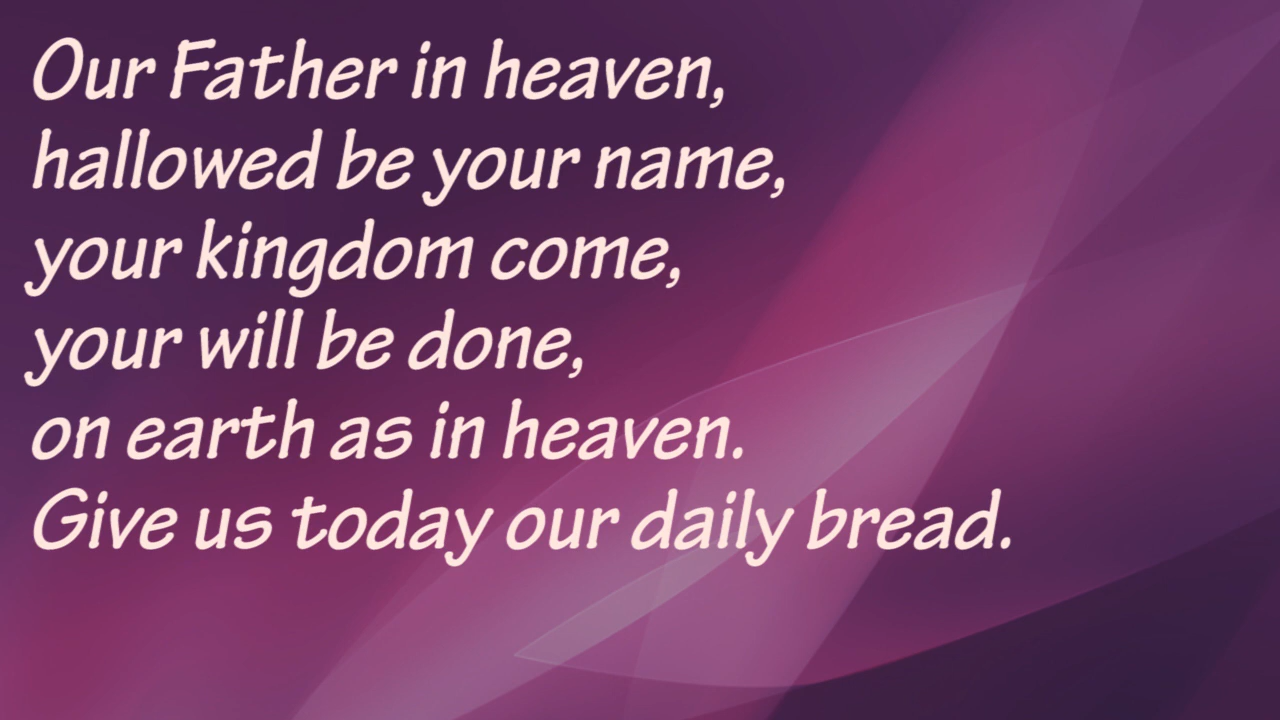 Our Father in heaven,
hallowed be your name,
your kingdom come,
your will be done,
on earth as in heaven.
Give us today our daily bread.